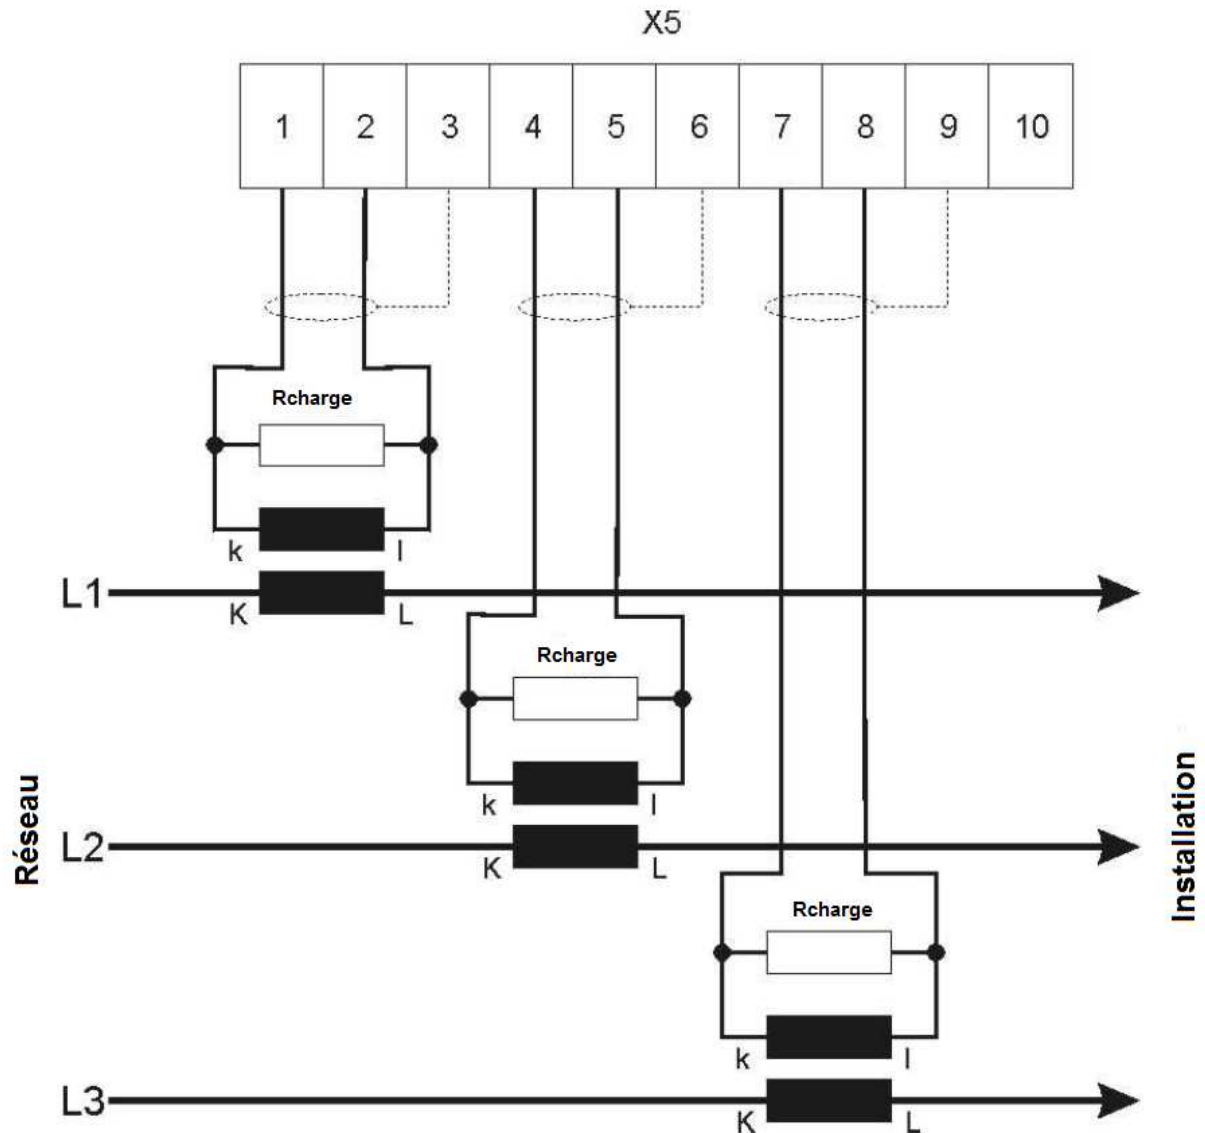 X5
1 2 3 4 5 6 7 8 9 10
Rcharge
k l
L1
K L
Rcharge
k l
Réseau
L2
K L
Installation
Rcharge
k l
L3
K L